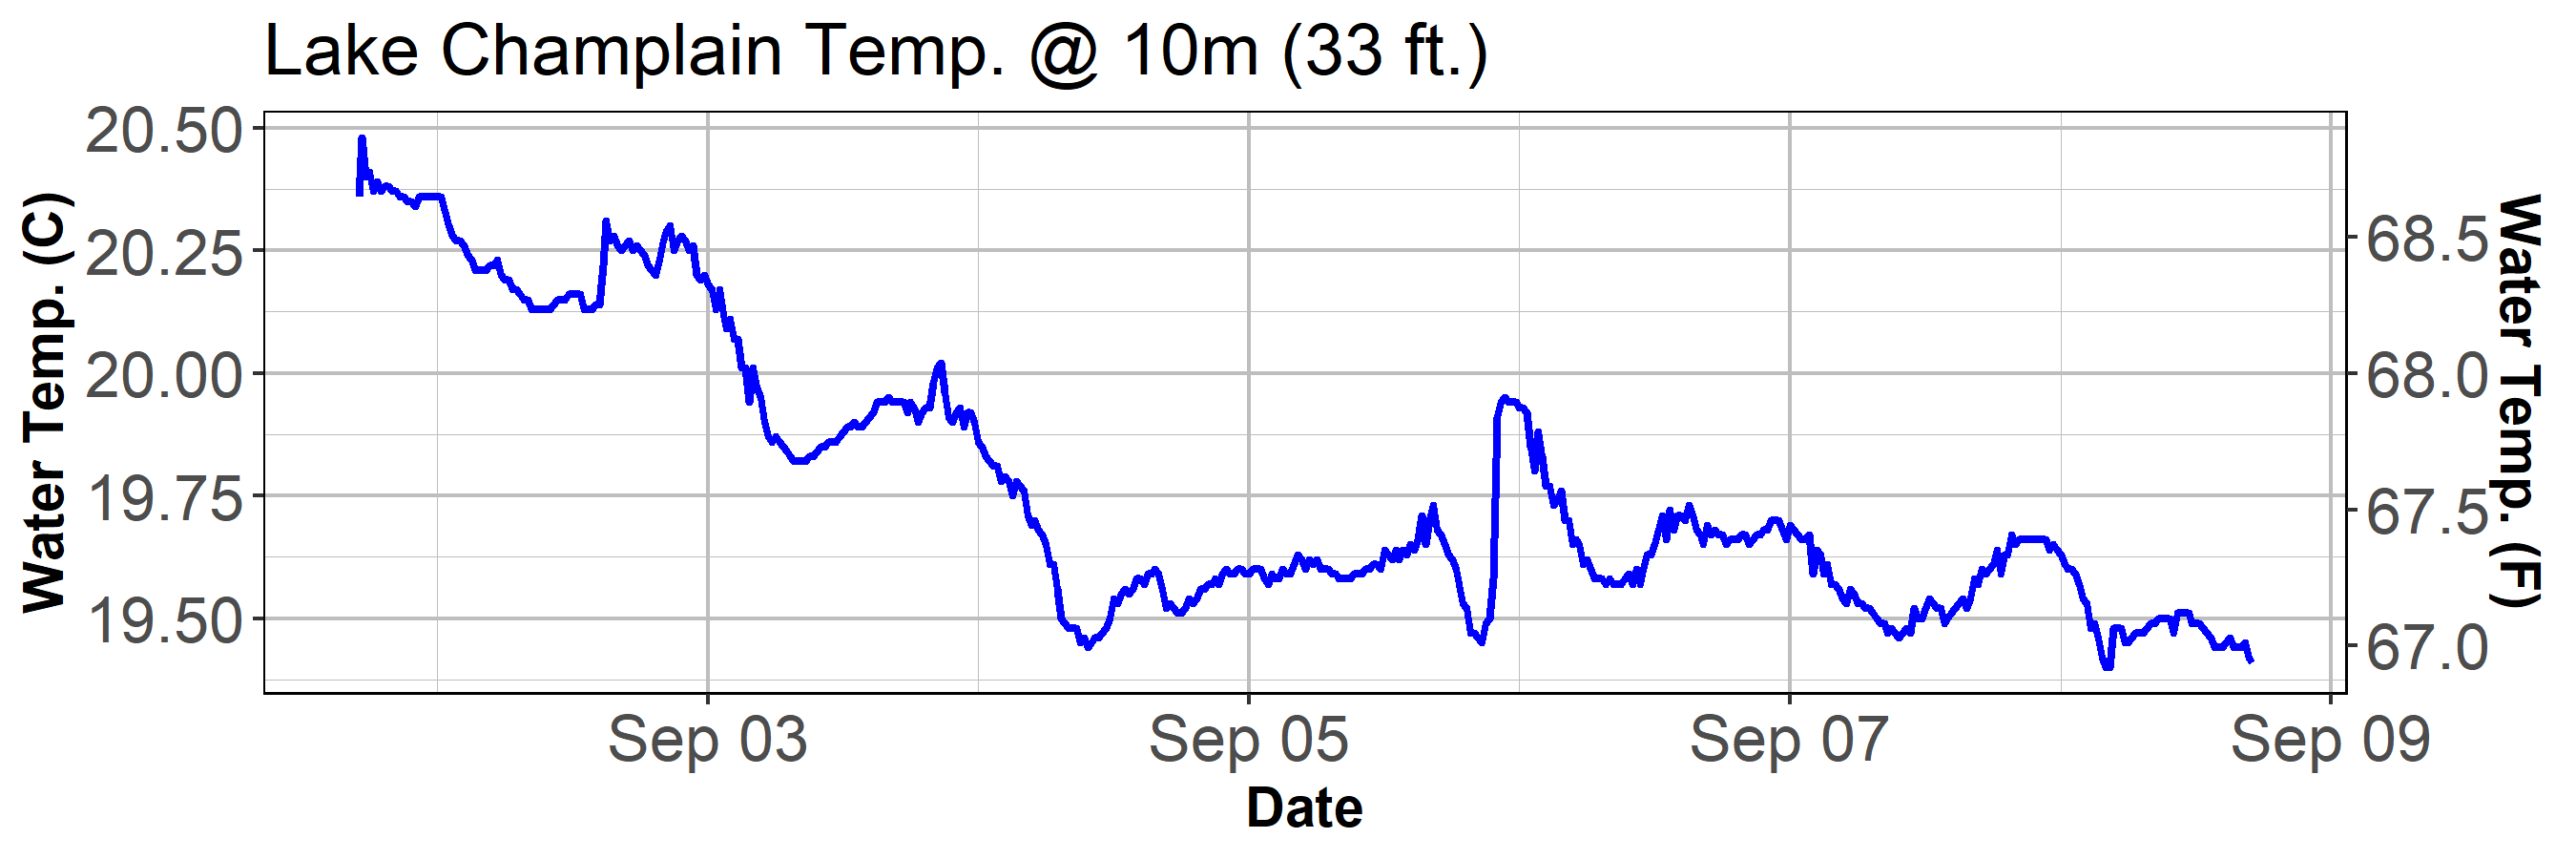 Lake Champlain Temp. @ 10m (33 ft.)
Water Temp. (C)
20.50
20.25
20.00
19.75
19.50
68.5
68.0
67.5
67.0
Water Temp. (F)
Sep 03 Sep 05 Sep 07 Sep 09
Date